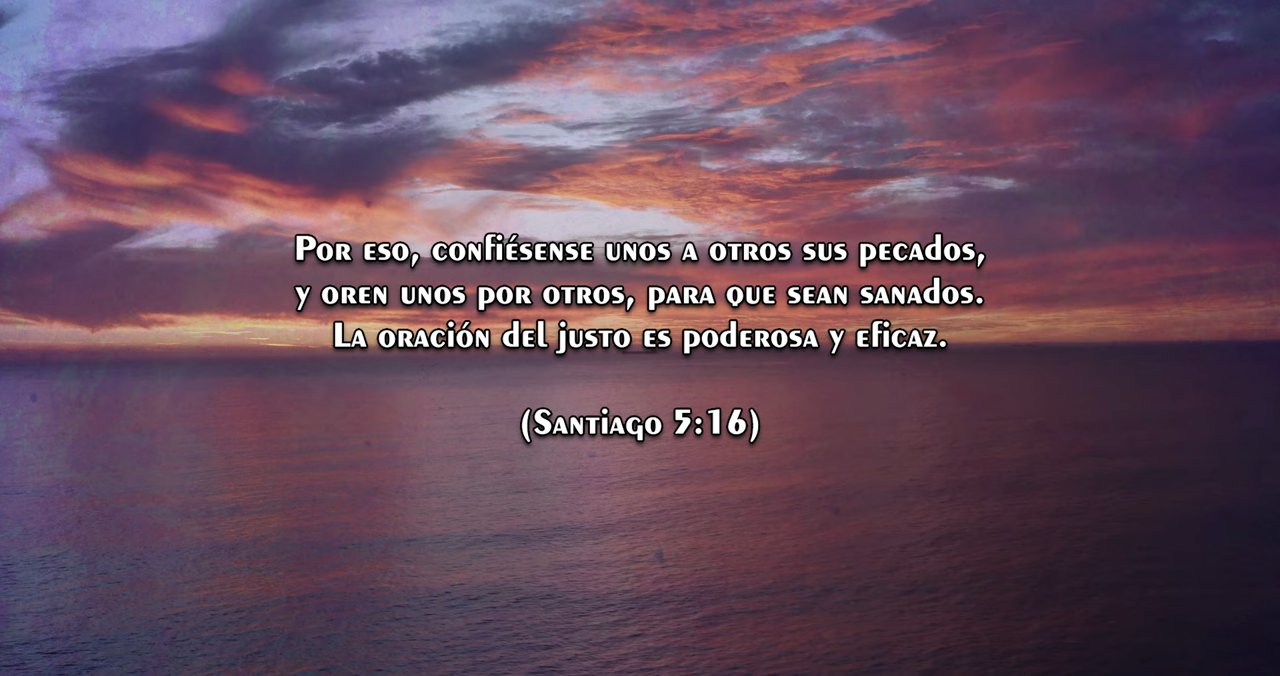 Por eso, confiésense unos a otros sus pecados,
y oren unos por otros, para que sean sanados.
La oración del justo es poderosa y eficaz.
(Santiago 5:16)